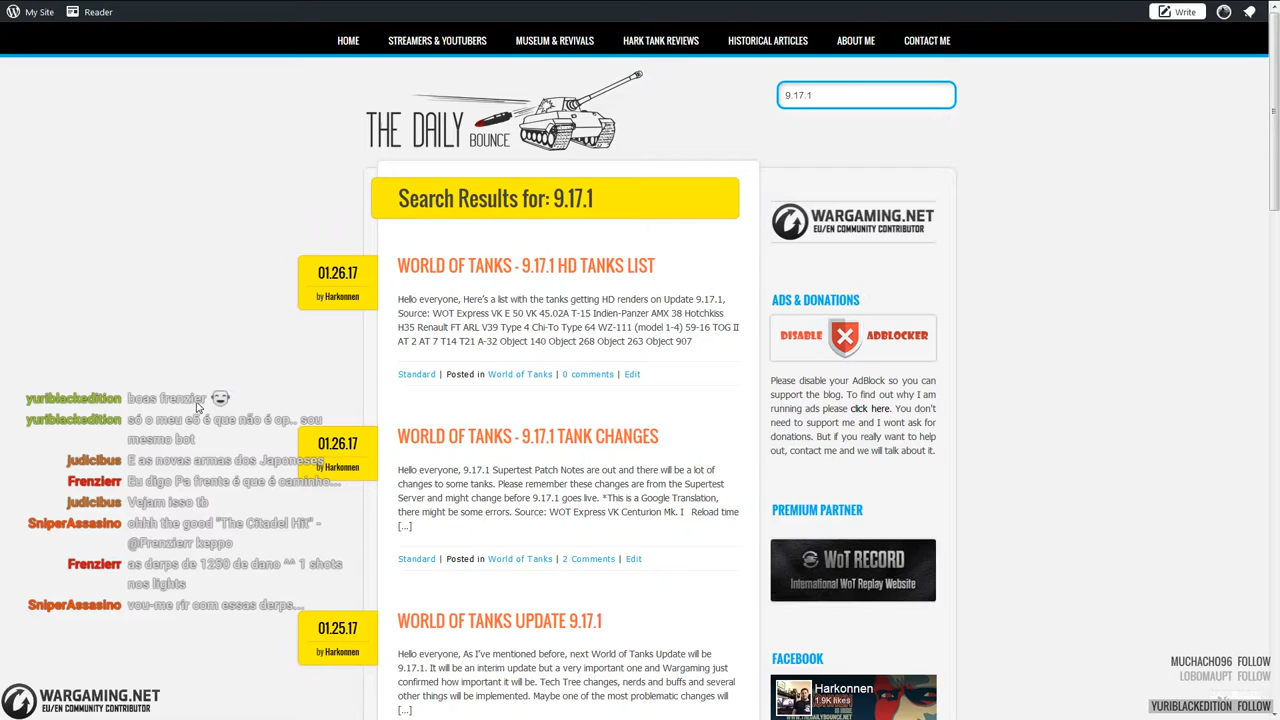 My Site
Reader
Write
HOME
STREAMERS & YOUTUBERS
MUSEUM & REVIVALS
HARK TANK REVIEWS
HISTORICAL ARTICLES
ABOUT ME
CONTACT ME
THE DAILY BOUNCE
9.17.1
Search Results for: 9.17.1
WARGAMING.NET
EU/EN COMMUNITY CONTRIBUTOR
01.26.17
by Harkonnen
WORLD OF TANKS - 9.17.1 HD TANKS LIST
Hello everyone, Here's a list with the tanks getting HD renders on Update 9.17.1,
Source: WOT Express VK E 50 VK 45.02A T-15 Indien-Panzer AMX 38 Hotchkiss
H35 Renault FT ARL V39 Type 4 Chi-To Type 64 WZ-111 (model 1-4) 59-16 TOG II
AT 2 AT 7 T14 T21 A-32 Object 140 Object 268 Object 263 Object 907
Standard | Posted in World of Tanks | 0 comments | Edit
ADS & DONATIONS
DISABLE ADBLOCKER
Please disable your AdBlock so you can
support the blog. To find out why I am
running ads please click here. You don't
need to support me and I wont ask for
donations. But if you really want to help
out, contact me and we will talk about it.
yuriblackedition boas frenzier
yuriblackedition só o meu e5 é que não é op.. sou
mesmo bot
judicibus E as novas armas dos Japoneses
Frenzierr Eu digo Pa frente é que é caminho...
judicibus Vejam isso tb
SniperAssasino ohhh the good "The Citadel Hit" -
@Frenzierr keppo
Frenzierr as derps de 1250 de dano ^^ 1 shots
nos lights
SniperAssasino vou-me rir com essas derps...
01.26.17
by Harkonnen
WORLD OF TANKS - 9.17.1 TANK CHANGES
Hello everyone, 9.17.1 Supertest Patch Notes are out and there will be a lot of
changes to some tanks. Please remember these changes are from the Supertest
Server and might change before 9.17.1 goes live. *This is a Google Translation,
there might be some errors. Source: WOT Express VK Centurion Mk. I Reload time
[...]
Standard | Posted in World of Tanks | 2 Comments | Edit
PREMIUM PARTNER
WOT RECORD
International WoT Replay Website
01.25.17
by Harkonnen
WORLD OF TANKS UPDATE 9.17.1
Hello everyone, As I've mentioned before, next World of Tanks Update will be
9.17.1. It will be an interim update but a very important one and Wargaming just
confirmed how important it will be. Tech Tree changes, nerds and buffs and several
other things will be implemented. Maybe one of the most problematic changes will
[...]
FACEBOOK
Harkonnen
1.9K likes
WARGAMING.NET
EU/EN COMMUNITY CONTRIBUTOR
MUCHACHO96 FOLLOW
LOBOMAUPT FOLLOW
YURIBLACKEDITION FOLLOW